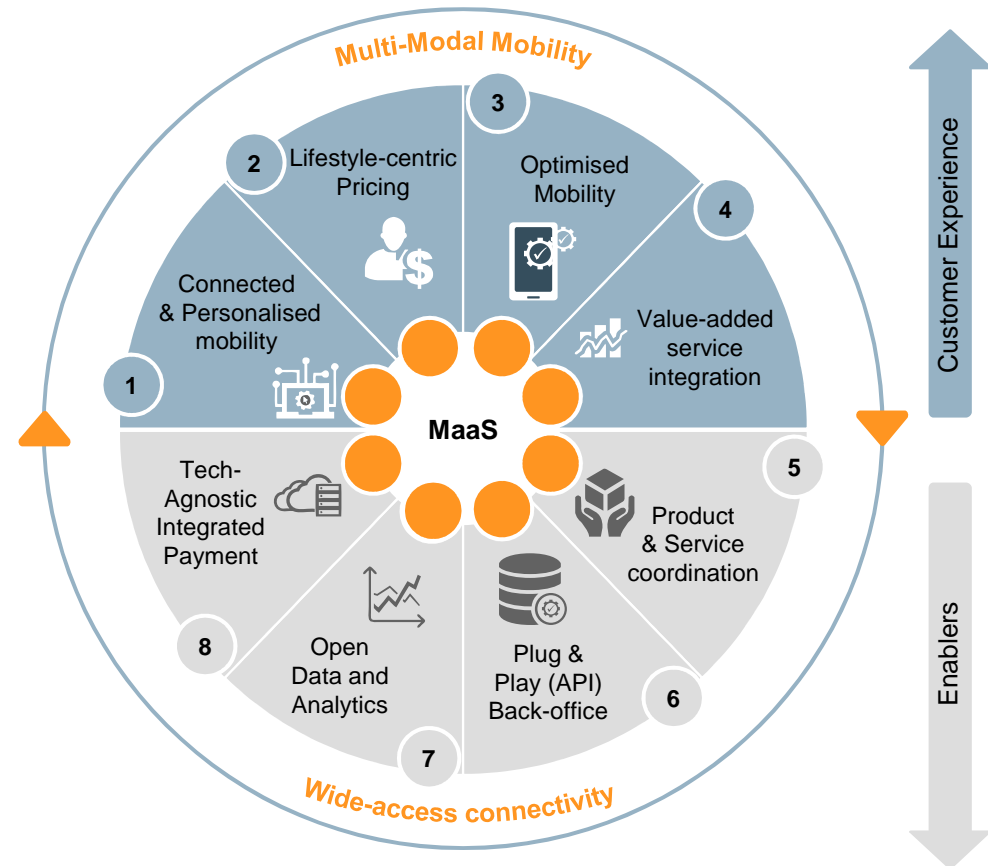 Multi-Modal Mobility
3
2
Lifestyle-centric
Pricing
Optimised
Mobility
4
Connected
& Personalised
mobility
Value-added
service
integration
1
MaaS
5
Tech-
Agnostic
Integrated
Payment
Product
& Service
coordination
8
Open
Data and
Analytics
Plug &
Play (API)
Back-office
6
7
Wide-access connectivity
Customer Experience
Enablers
$